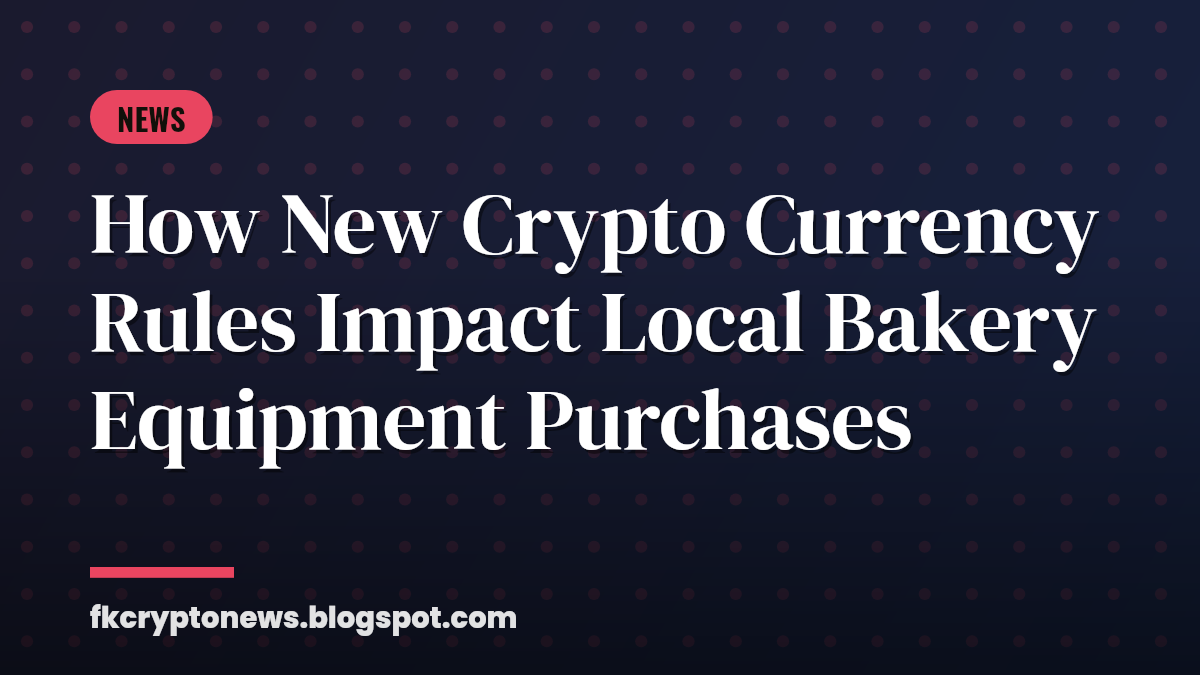 NEWS
How New Crypto Currency
Rules Impact Local Bakery
Equipment Purchases
fkcryptonews.blogspot.com